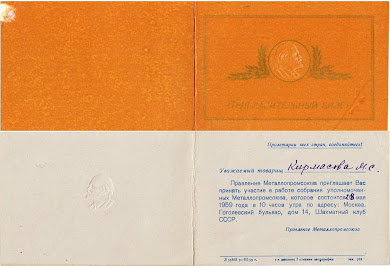 ПРИГЛАСИТЕЛЬНЫЙ БИЛЕТ
Пролетарии всех стран, соединяйтесь!
Уважаемый товарищ
Правления Металлопромсоюза приглашает Вас
принять участие в работе собрания уполномочен-
ных Металлопромсоюза, которое состоится 28 мая
1959 года в 10 часов утра по адресу: Москва,
Гоголевский бульвар, дом 14, Шахматный клуб
СССР.
Правление Металлопромсоюза